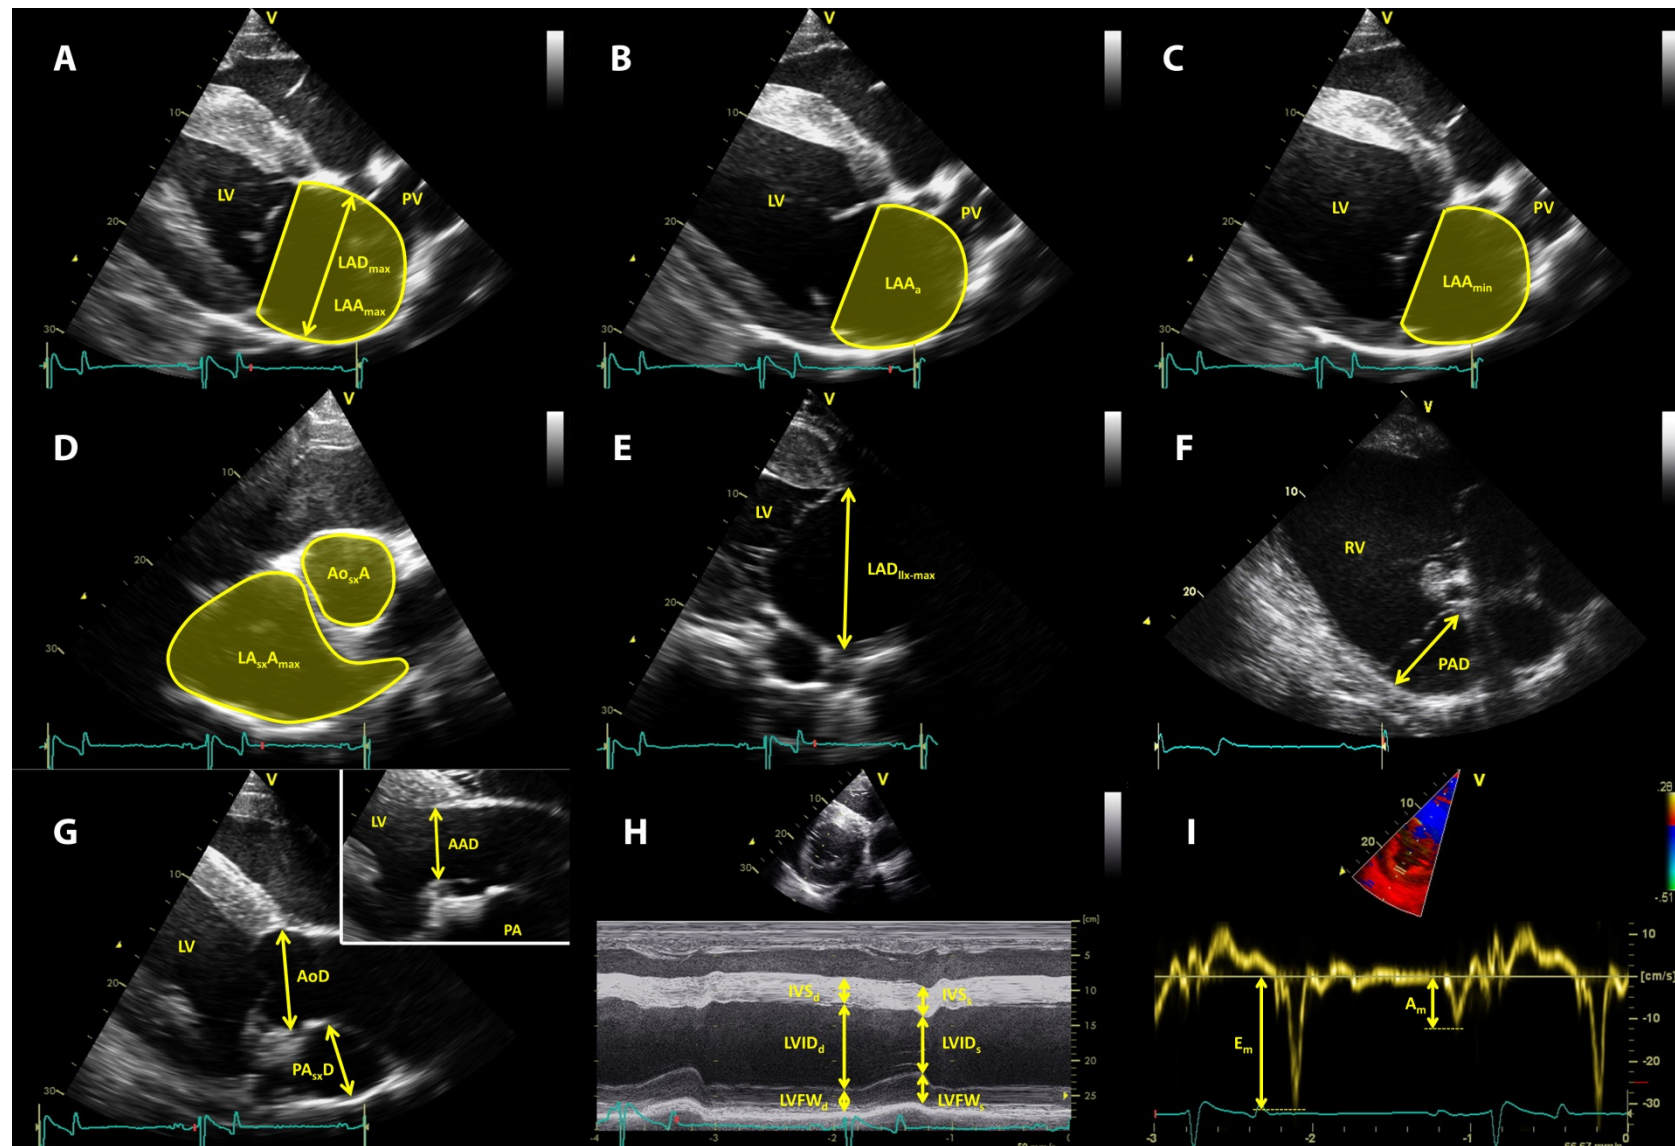 A
V
10
LV
PV
20
LADmax
LAAmax
30
B
V
10
LV
PV
20
LAAa
30
C
V
10
LV
PV
20
LAAmin
30
D
V
10
20
AosxA
30
LAsxAmax
E
V
10
LV
LADllx-max
20
30
F
V
10
RV
20
PAD
G
V
LV
AAD
PA
10
LV
AoD
20
PAsxD
30
H
V
10
20
30
[cm]
5
IVSd
IVSs
10
15
LVIDd
LVIDs
20
LVFWd
LVFWs
25
-4
-3
-2
-1
0
I
V
10
20
.28
-.51
10
[cm/s]
Am
-10
Em
-20
-30
-3
-2
-1
0